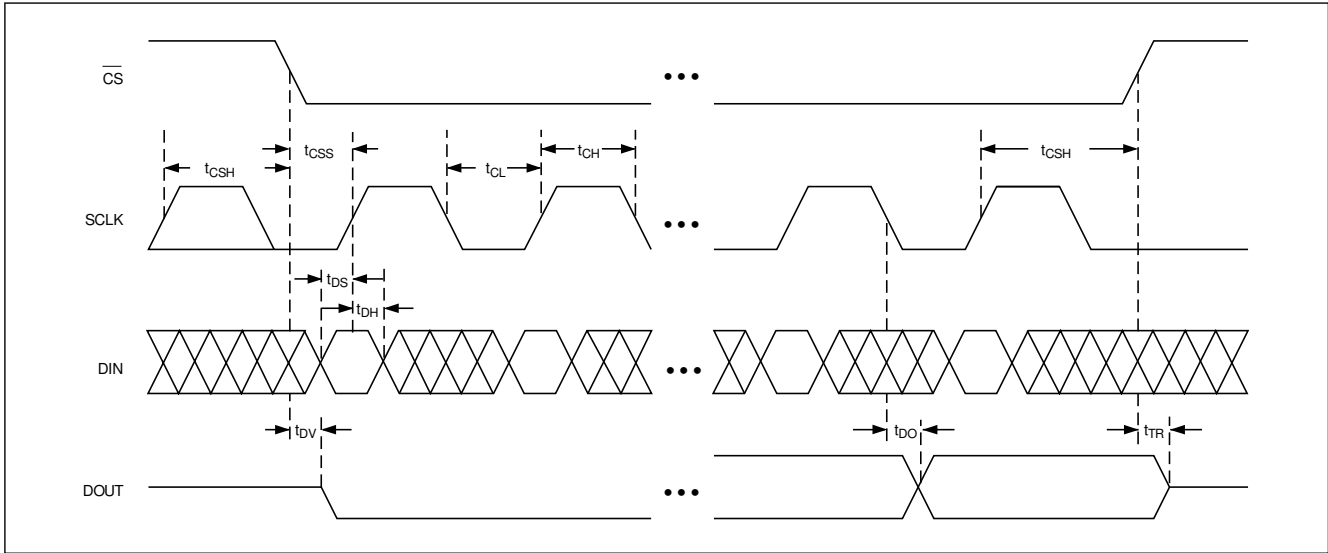 CS
•••
tCSS
tCH
tCSH
tCL
tCSH
SCLK
•••
tDS
tDH
DIN
•••
tDV
tDO
tTR
DOUT
•••